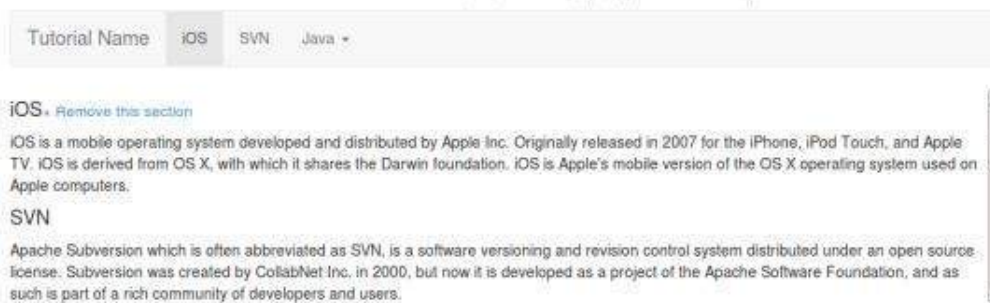 Tutorial Name iOS SVN Java
iOS. Remove this section
iOS is a mobile operating system developed and distributed by Apple Inc. Originally released in 2007 for the iPhone, iPod Touch, and Apple
TV. iOS is derived from OS X, with which it shares the Darwin foundation. iOS is Apple's mobile version of the OS X operating system used on
Apple computers.
SVN
Apache Subversion which is often abbreviated as SVN, is a software versioning and revision control system distributed under an open source
license. Subversion was created by CollabNet Inc. in 2000, but now it is developed as a project of the Apache Software Foundation, and as
such is part of a rich community of developers and users.